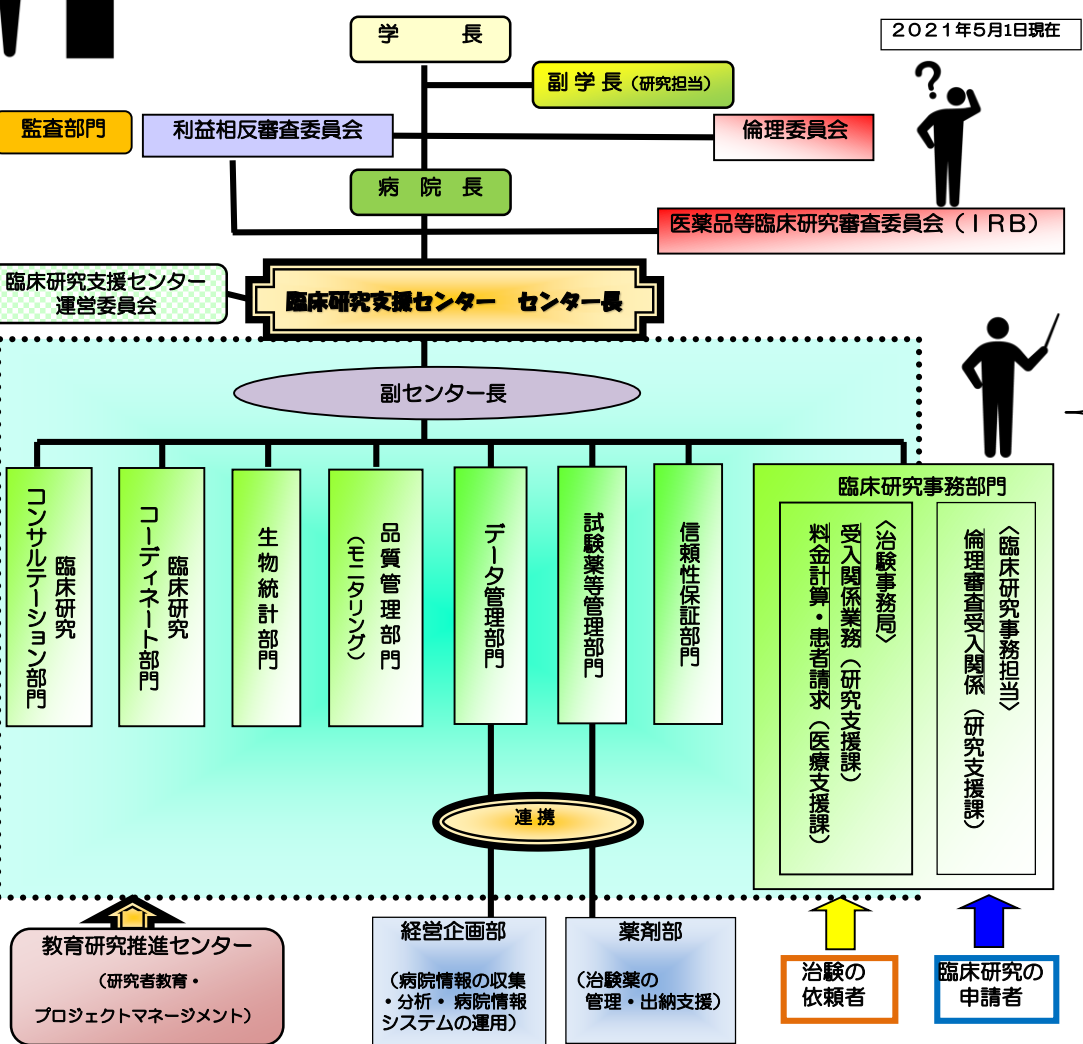 学　　長
２０２１年５月1日現在
副 学 長（研究担当）
？
監査部門
利益相反審査委員会
倫理委員会
病　院　長
医薬品等臨床研究審査委員会（ＩＲＢ）
臨床研究支援センター
運営委員会
臨床研究支援センター　センター長
副センター長
臨床研究
コンサルテーション部門
臨床研究
コーディネート部門
生物統計部門
品質管理部門
（モニタリング）
データ管理部門
試験薬等管理部門
信頼性保証部門
臨床研究事務部門
〈治験事務局〉
受入関係業務（研究支援課）
料金計算・患者請求（医療支援課）
〈臨床研究事務担当〉
倫理審査受入関係（研究支援課）
連携
教育研究推進センター
（研究者教育・
プロジェクトマネージメント）
経営企画部
（病院情報の収集
・分析・病院情報
システムの運用）
薬剤部
（治験薬の
管理・出納支援）
治験の
依頼者
臨床研究の
申請者